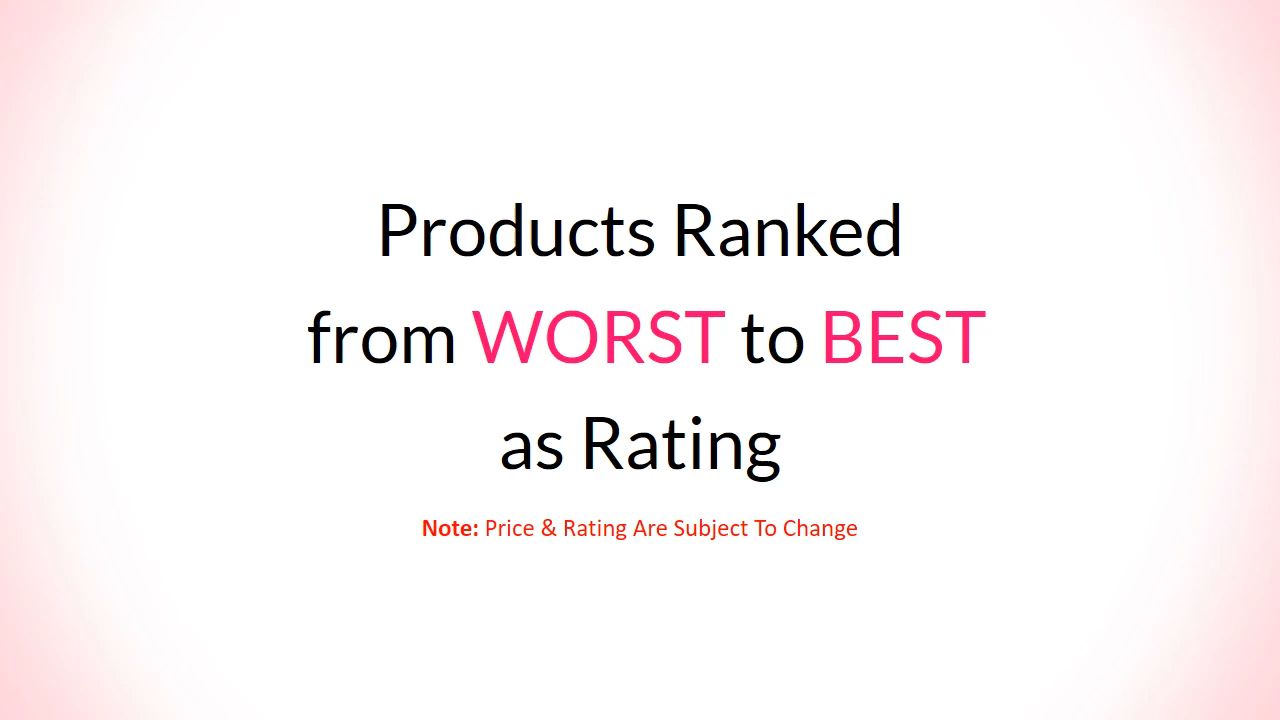 Products Ranked
from WORST to BEST
as Rating
Note: Price & Rating Are Subject To Change